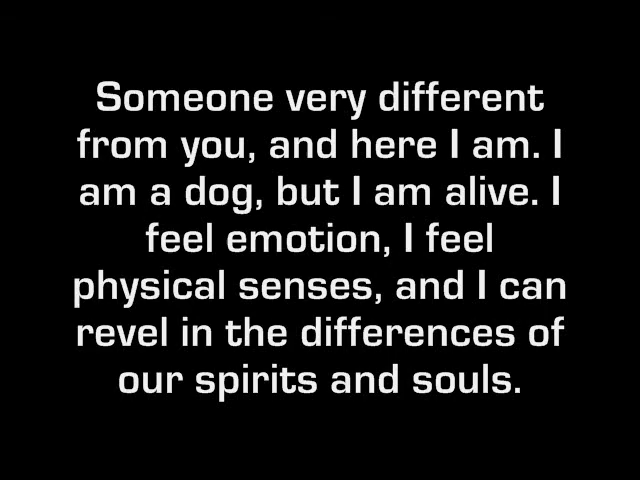 Someone very different
from you, and here I am. I
am a dog, but I am alive. I
feel emotion, I feel
physical senses, and I can
revel in the differences of
our spirits and souls.